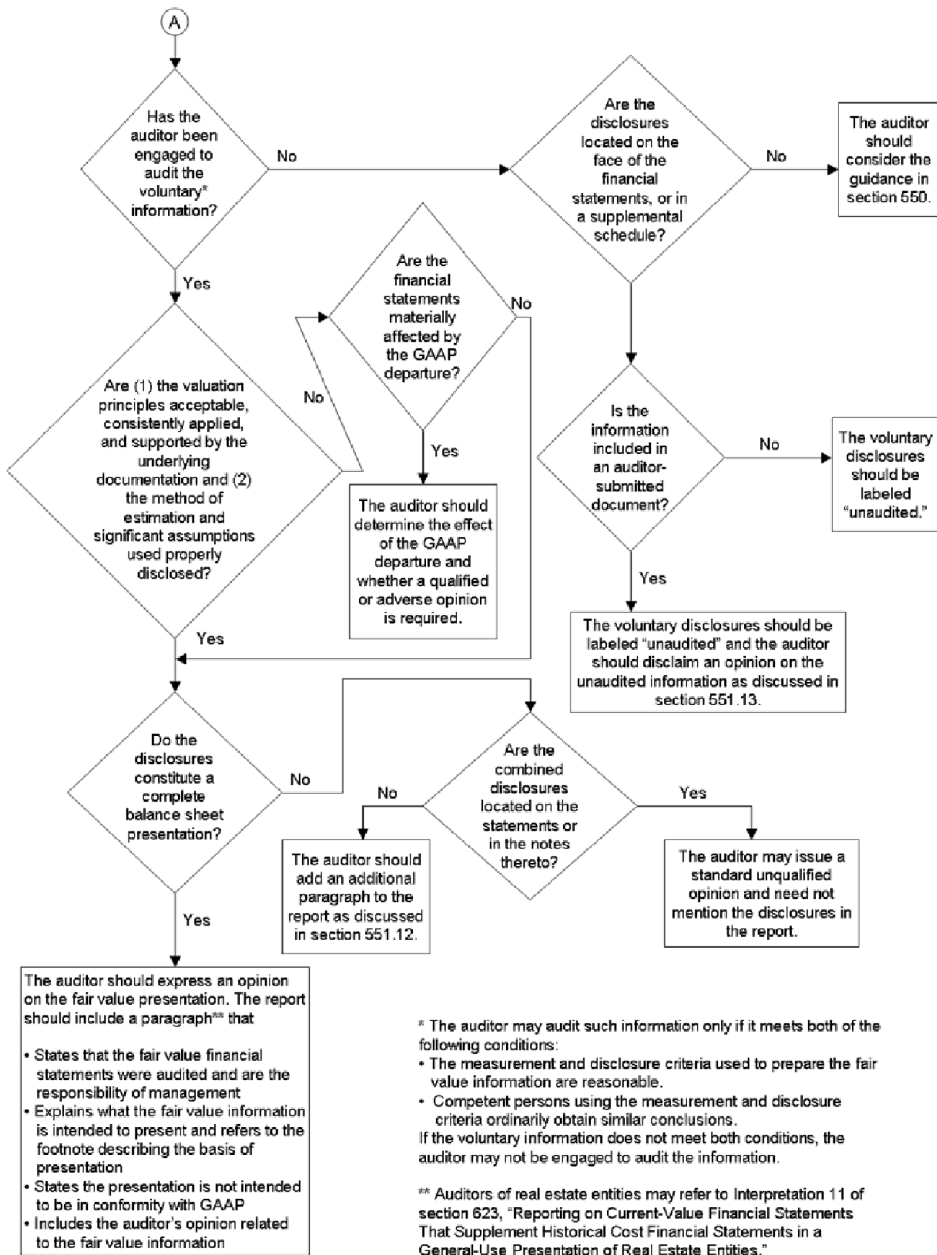 A
Has the
auditor been
engaged to
audit the
voluntary*
information?
No
Are the
disclosures
located on the
face of the
financial
statements, or in
a supplemental
schedule?
No
The auditor
should
consider the
guidance in
section 550.
Yes
Are the
financial
statements
materially
affected by
the GAAP
departure?
No
Are (1) the valuation
principles acceptable,
consistently applied,
and supported by the
underlying
documentation and (2)
the method of
estimation and
significant assumptions
used properly
disclosed?
No
Yes
The auditor should
determine the effect
of the GAAP
departure and
whether a qualified
or adverse opinion
is required.
Is the
information
included in
an auditor-
submitted
document?
No
The voluntary
disclosures
should be
labeled
“unaudited.”
Yes
The voluntary disclosures should be
labeled “unaudited” and the auditor
should disclaim an opinion on the
unaudited information as discussed in
section 551.13.
Yes
Do the
disclosures
constitute a
complete
balance sheet
presentation?
No
Are the
combined
disclosures
located on the
statements or
in the notes
thereto?
No
The auditor should
add an additional
paragraph to the
report as discussed
in section 551.12.
Yes
The auditor may issue a
standard unqualified
opinion and need not
mention the disclosures in
the report.
Yes
The auditor should express an opinion
on the fair value presentation. The report
should include a paragraph** that
• States that the fair value financial
statements were audited and are the
responsibility of management
• Explains what the fair value information
is intended to present and refers to the
footnote describing the basis of
presentation
• States the presentation is not intended
to be in conformity with GAAP
• Includes the auditor’s opinion related
to the fair value information
* The auditor may audit such information only if it meets both of the
following conditions:
• The measurement and disclosure criteria used to prepare the fair
value information are reasonable.
• Competent persons using the measurement and disclosure
criteria ordinarily obtain similar conclusions.
If the voluntary information does not meet both conditions, the
auditor may not be engaged to audit the information.
** Auditors of real estate entities may refer to Interpretation 11 of
section 623, “Reporting on Current-Value Financial Statements
That Supplement Historical Cost Financial Statements in a
General-Use Presentation of Real Estate Entities.”